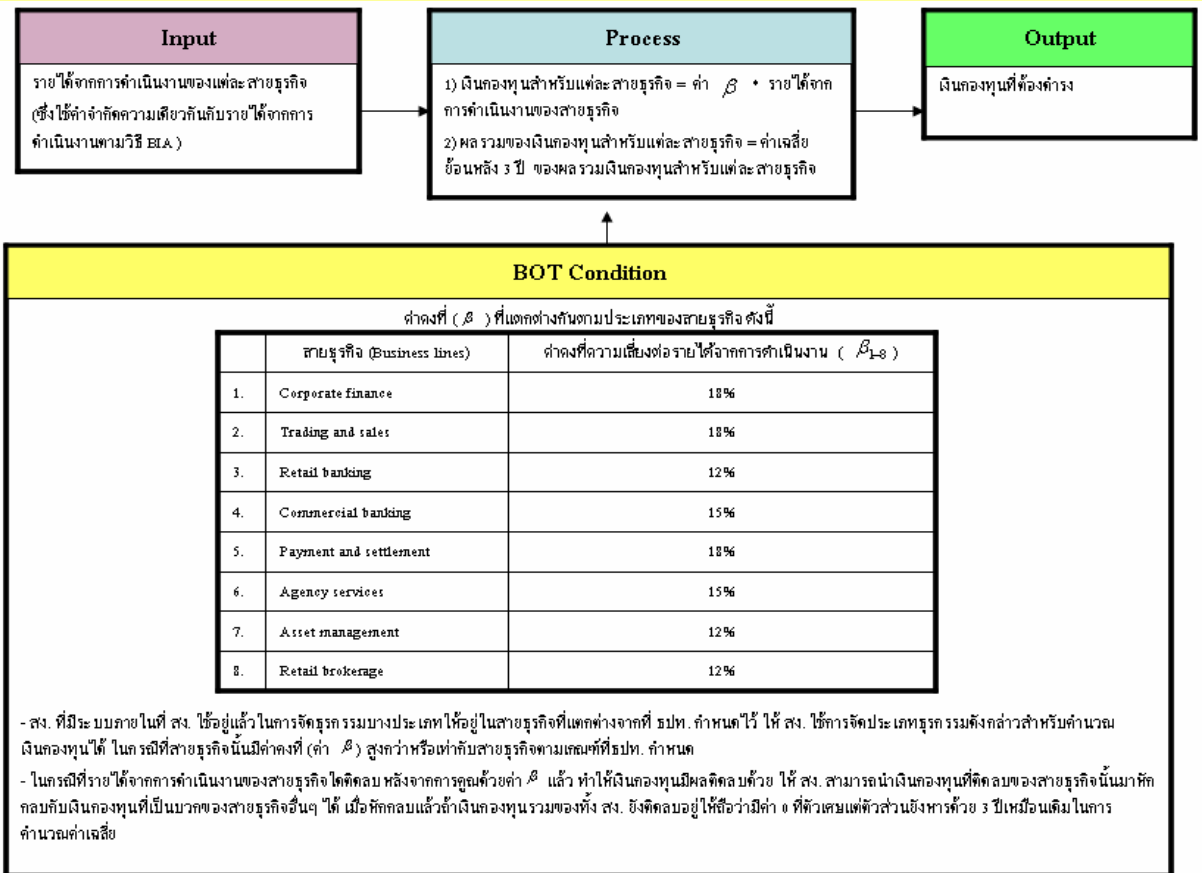 Input
รายได้จากการดำเนินงานของแต่ละสายธุรกิจ
(ซึ่งใช้คำจำกัดความเดียวกันกับรายได้จากการ
ดำเนินงานตามวิธี BIA )
Process
1) เงินกองทุนสำหรับแต่ละสายธุรกิจ = ค่า β * รายได้จาก
การดำเนินงานของสายธุรกิจ
2) ผลรวมของเงินกองทุนสำหรับแต่ละสายธุรกิจ = ค่าเฉลี่ย
ย้อนหลัง 3 ปี ของผลรวมเงินกองทุนสำหรับแต่ละสายธุรกิจ
Output
เงินกองทุนที่ต้องดำรง
BOT Condition
ค่าคงที่ ( β ) ที่แตกต่างกันตามประเภทของสายธุรกิจ ดังนี้
สายธุรกิจ (Business lines) ค่าคงที่ความเสี่ยงต่อรายได้จากการดำเนินงาน ( β1-8 )
1. Corporate finance 18%
2. Trading and sales 18%
3. Retail banking 12%
4. Commercial banking 15%
5. Payment and settlement 18%
6. Agency services 15%
7. Asset management 12%
8. Retail brokerage 12%
- สง. ที่มีระบบภายในที่ สง. ใช้อยู่แล้วในการจัดธุรกรรมบางประเภทให้อยู่ในสายธุรกิจที่แตกต่างจากที่ ธปท. กำหนดไว้ ให้ สง. ใช้การจัดประเภทธุรกรรมดังกล่าวสำหรับคำนวณ
เงินกองทุนได้ ในกรณีที่สายธุรกิจนั้นมีค่าคงที่ (ค่า β ) สูงกว่าหรือเท่ากับสายธุรกิจตามเกณฑ์ที่ธปท. กำหนด
- ในกรณีที่รายได้จากการดำเนินงานของสายธุรกิจใดติดลบ หลังจากการคูณด้วยค่า β แล้ว ทำให้เงินกองทุนมีผลติดลบด้วย ให้ สง. สามารถนำเงินกองทุนที่ติดลบของสายธุรกิจนั้นมาหัก
กลบกับเงินกองทุนที่เป็นบวกของสายธุรกิจอื่นๆ ได้ เมื่อหักกลบแล้วถ้าเงินกองทุนรวมของทั้ง สง. ยังติดลบอยู่ให้ถือว่ามีค่า 0 ที่ตัวเศษแต่ตัวส่วนยังหารด้วย 3 ปีเหมือนเดิมในการ
คำนวณค่าเฉลี่ย